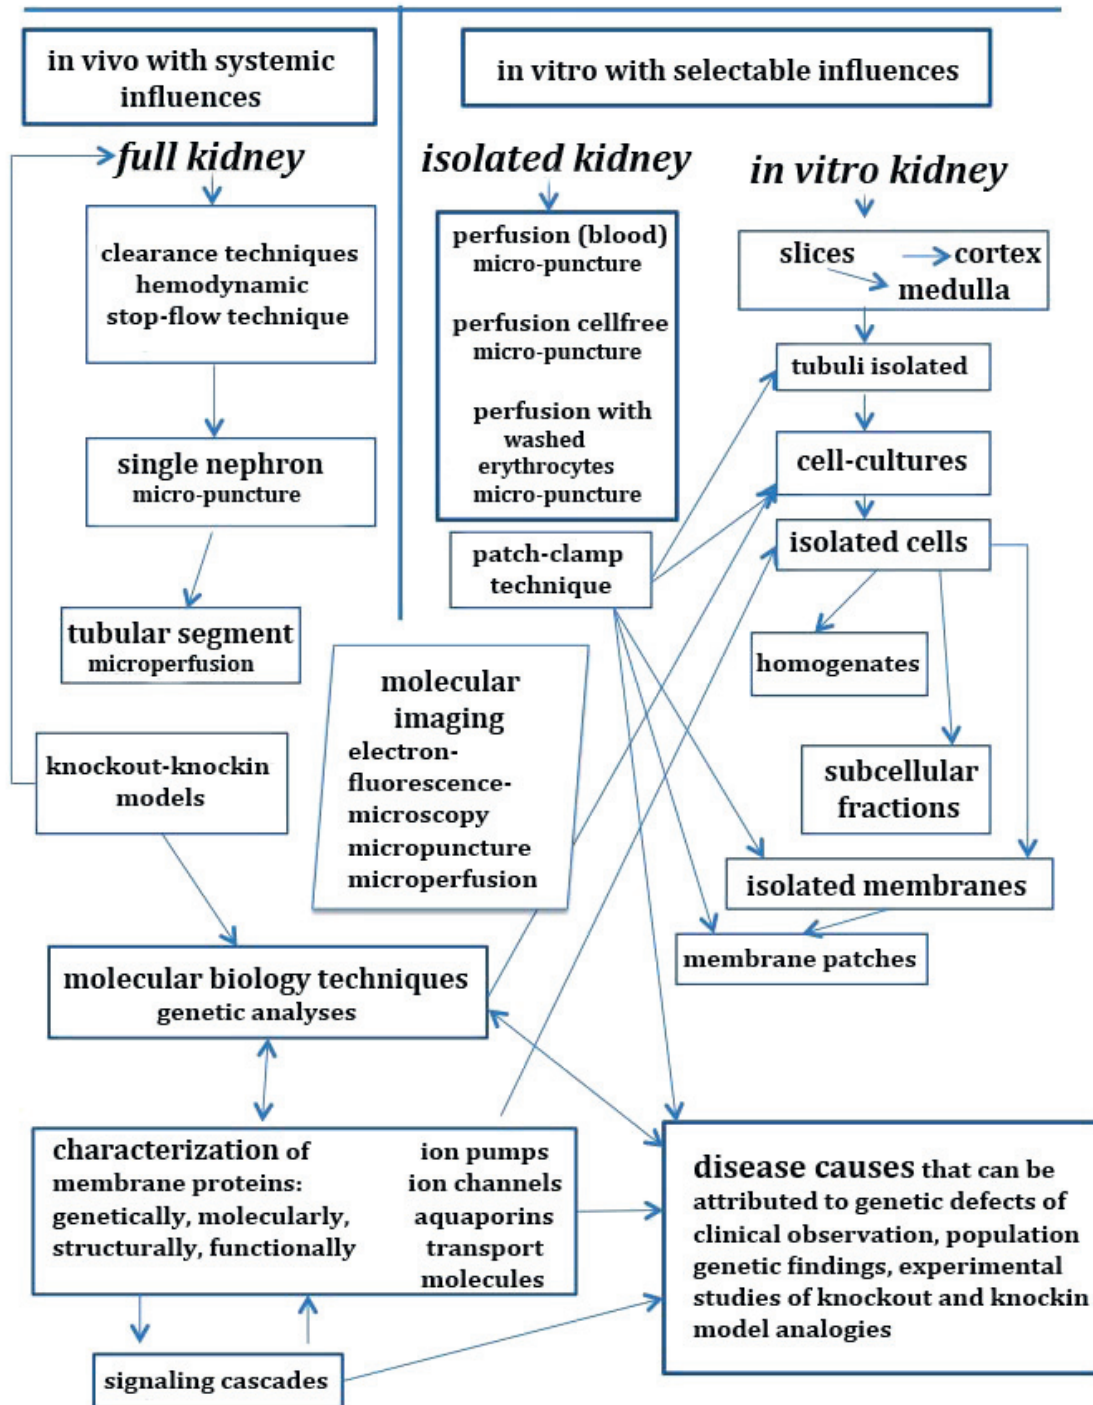 in vivo with systemic
influences
in vitro with selectable influences
full kidney
isolated kidney
in vitro kidney
clearance techniques
hemodynamic
stop-flow technique
single nephron
micro-puncture
tubular segment
microperfusion
knockout-knockin
models
perfusion (blood)
micro-puncture
perfusion cellfree
micro-puncture
perfusion with
washed
erythrocytes
micro-puncture
patch-clamp
technique
slices
cortex
medulla
tubuli isolated
cell-cultures
isolated cells
homogenates
subcellular
fractions
isolated membranes
membrane patches
molecular
imaging
electron-
fluorescence-
microscopy
micropuncture
microperfusion
molecular biology techniques
genetic analyses
characterization of
membrane proteins:
genetically, molecularly,
structurally, functionally
ion pumps
ion channels
aquaporins
transport
molecules
signaling cascades
disease causes that can be
attributed to genetic defects of
clinical observation, population
genetic findings, experimental
studies of knockout and knockin
model analogies